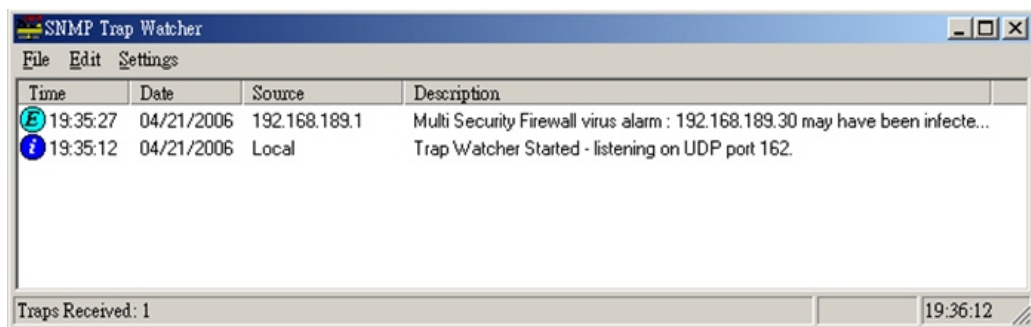 SNMP Trap Watcher
File Edit Settings
Time Date Source Description
E 19:35:27 04/21/2006 192.168.189.1 Multi Security Firewall virus alarm : 192.168.189.30 may have been infecte...
i 19:35:12 04/21/2006 Local Trap Watcher Started - listening on UDP port 162.
Traps Received: 1 19:36:12